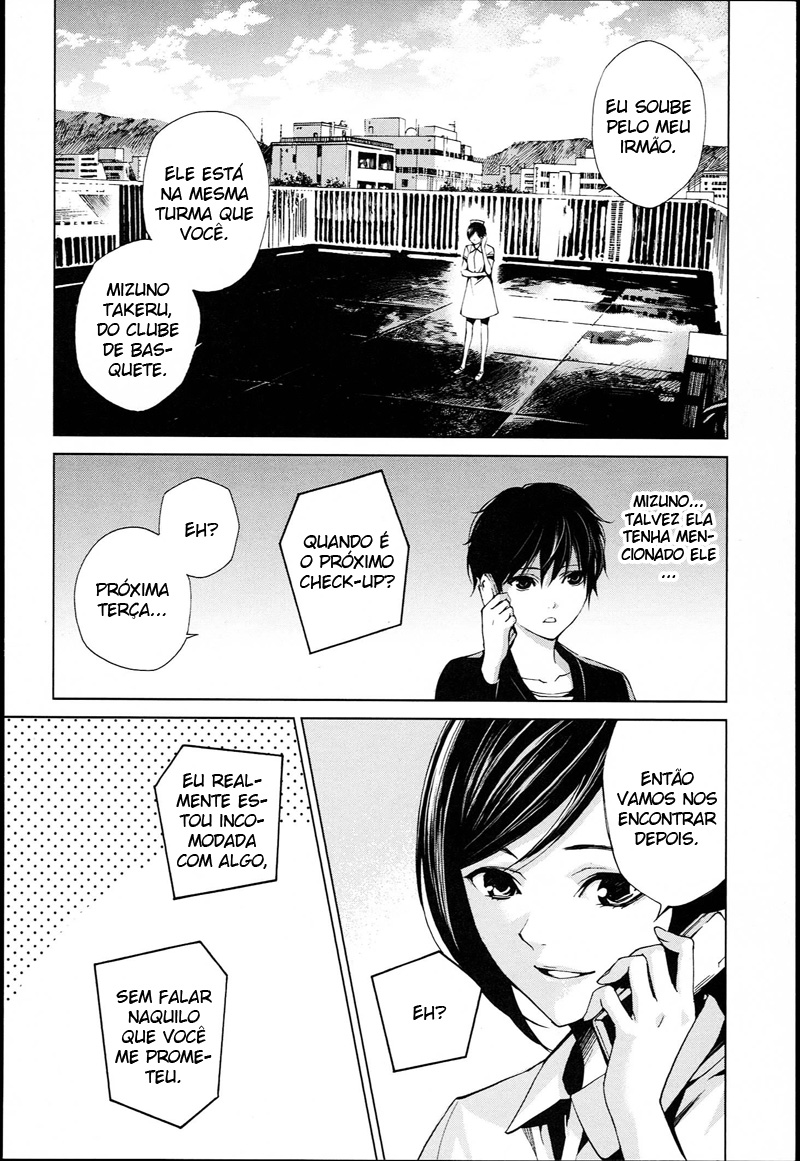 EU SOUBE
PELO MEU
IRMÃO.
ELE ESTÁ
NA MESMA
TURMA QUE
VOCÊ.
MIZUNO
TAKERU,
DO CLUBE
DE BAS-
QUETE.
MIZUNO...
TALVEZ ELA
TENHA MEN-
CIONADO ELE
...
QUANDO É
O PRÓXIMO
CHECK-UP?
EH?
PRÓXIMA
TERÇA...
ENTÃO
VAMOS NOS
ENCONTRAR
DEPOIS.
EH?
EU REAL-
MENTE ES-
TOU INCO-
MODADA
COM ALGO,
SEM FALAR
NAQUILO
QUE VOCÊ
ME PROME-
TEU.